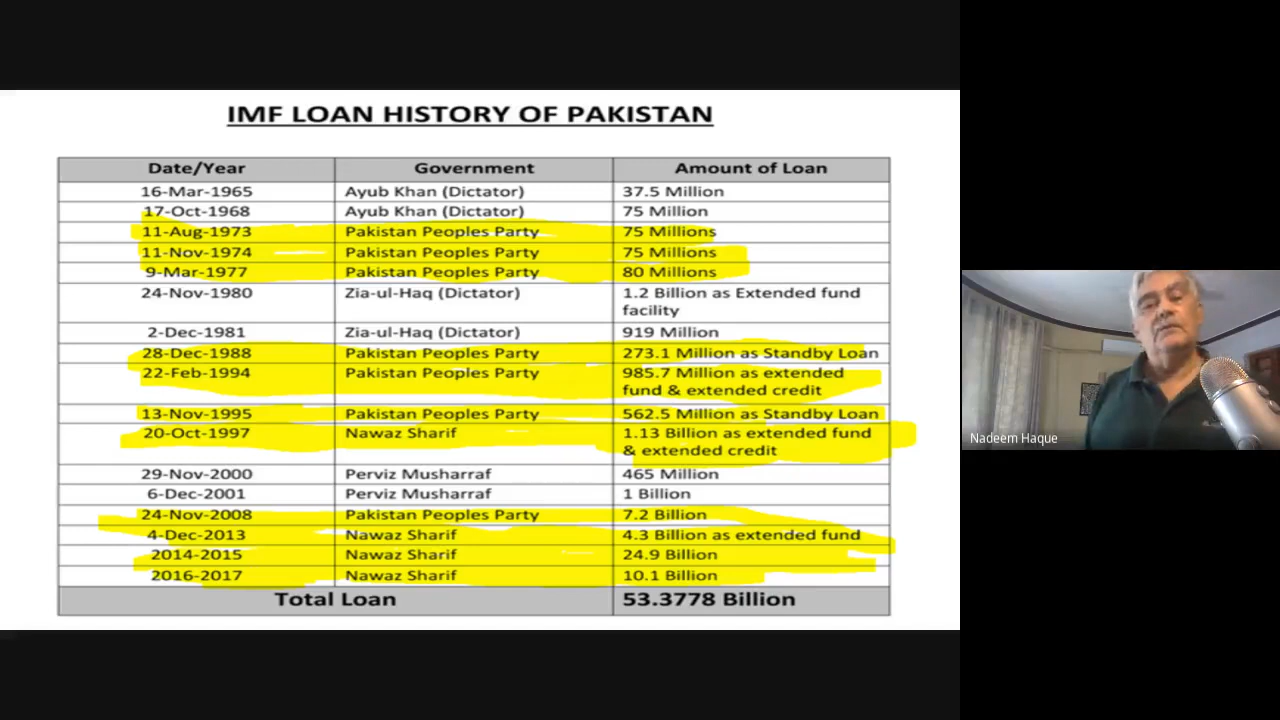 IMF LOAN HISTORY OF PAKISTAN
Date/Year Government Amount of Loan
16-Mar-1965 Ayub Khan (Dictator) 37.5 Million
17-Oct-1968 Ayub Khan (Dictator) 75 Million
11-Aug-1973 Pakistan Peoples Party 75 Millions
11-Nov-1974 Pakistan Peoples Party 75 Millions
9-Mar-1977 Pakistan Peoples Party 80 Millions
24-Nov-1980 Zia-ul-Haq (Dictator) 1.2 Billion as Extended fund
facility
2-Dec-1981 Zia-ul-Haq (Dictator) 919 Million
28-Dec-1988 Pakistan Peoples Party 273.1 Million as Standby Loan
22-Feb-1994 Pakistan Peoples Party 985.7 Million as extended
fund & extended credit
13-Nov-1995 Pakistan Peoples Party 562.5 Million as Standby Loan
20-Oct-1997 Nawaz Sharif 1.13 Billion as extended fund
& extended credit
29-Nov-2000 Perviz Musharraf 465 Million
6-Dec-2001 Perviz Musharraf 1 Billion
24-Nov-2008 Pakistan Peoples Party 7.2 Billion
4-Dec-2013 Nawaz Sharif 4.3 Billion as extended fund
2014-2015 Nawaz Sharif 24.9 Billion
2016-2017 Nawaz Sharif 10.1 Billion
Total Loan 53.3778 Billion
Nadeem Haque